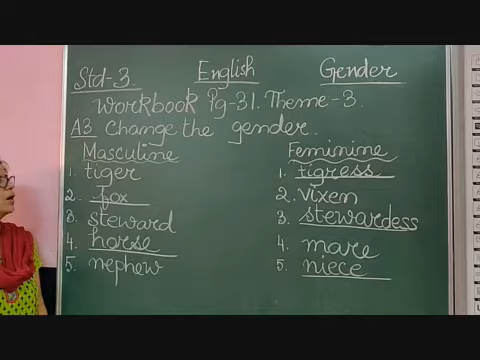 Std-3. English Gender
Workbook Pg-31. Theme-3.
A3 Change the gender.
Masculine Feminine
1. tiger 1. tigress
2. fox 2. vixen
3. steward 3. stewardess
4. horse 4. mare
5. nephew 5. niece